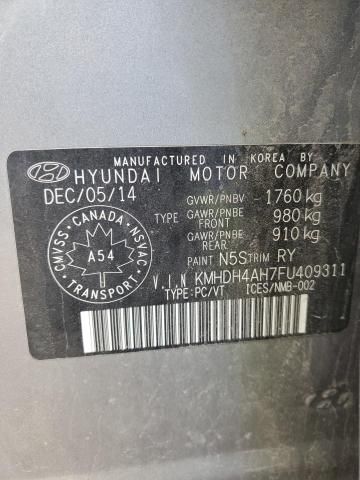 MANUFACTURED IN KOREA BY
HYUNDAI MOTOR COMPANY
DEC/05/14
GVWR/PNBV - 1760 kg
TYPE: GAWR/PNBE FRONT - 980 kg
GAWR/PNBE REAR - 910 kg
PAINT N5S TRIM RY
CMVSS · CANADA · NSVAC
A54
TRANSPORT
V.I.N KMHDH4AH7FU409311
TYPE:PC/VT ICES/NMB-002